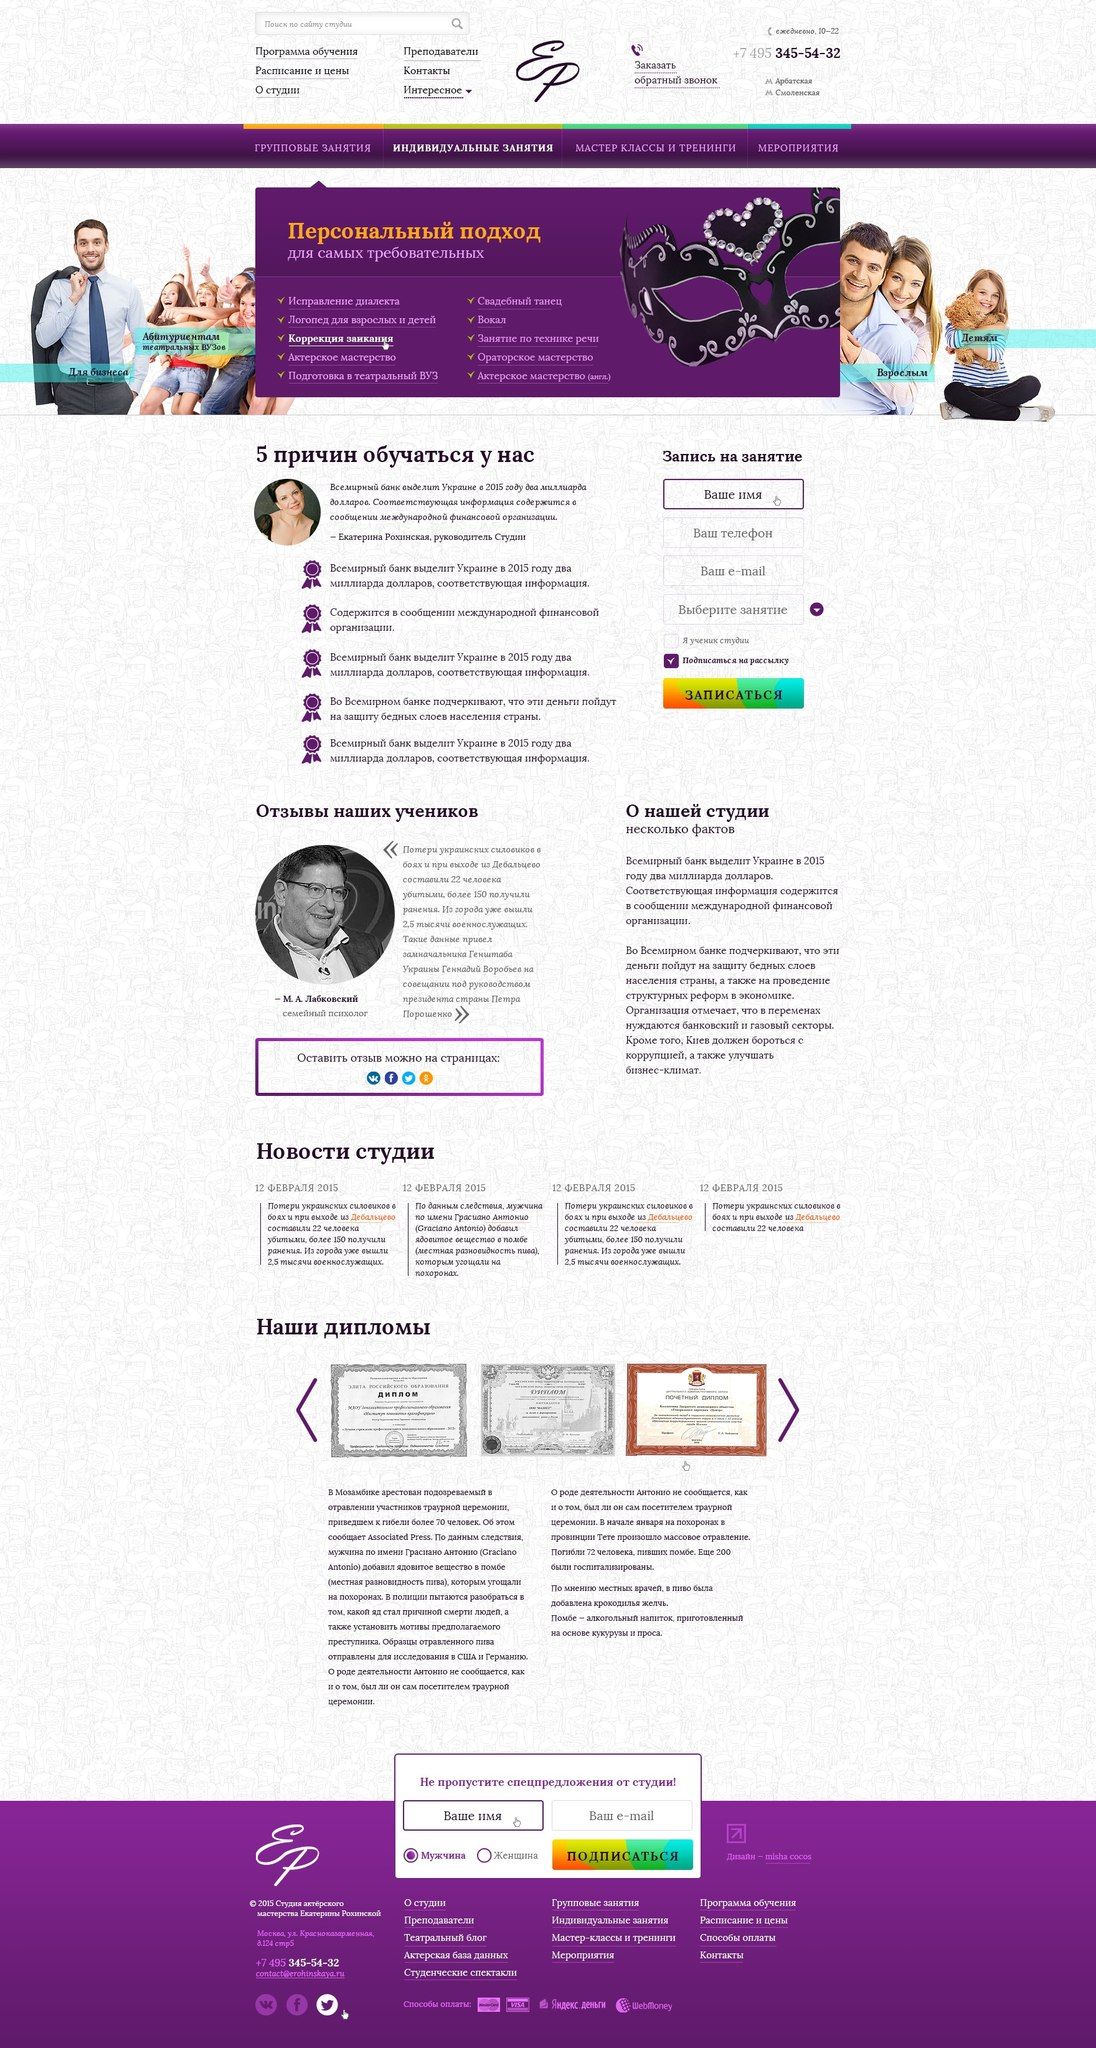 Поиск по сайту студии
Программа обучения
Расписание и цены
О студии
Преподаватели
Контакты
Интересное
ЕР
Заказать
обратный звонок
ежедневно, 10—22
+7 495 345-54-32
Арбатская
Смоленская
ГРУППОВЫЕ ЗАНЯТИЯ
ИНДИВИДУАЛЬНЫЕ ЗАНЯТИЯ
МАСТЕР КЛАССЫ И ТРЕНИНГИ
МЕРОПРИЯТИЯ
Персональный подход
для самых требовательных
Исправление диалекта
Логопед для взрослых и детей
Коррекция заикания
Актерское мастерство
Подготовка в театральный ВУЗ
Свадебный танец
Вокал
Занятие по технике речи
Ораторское мастерство
Актерское мастерство (англ.)
Абитуриентам
театральных ВУЗов
Для бизнеса
Детям
Взрослым
5 причин обучаться у нас
Всемирный банк выделит Украине в 2015 году два миллиарда
долларов. Соответствующая информация содержится в
сообщении международной финансовой организации.
— Екатерина Рохинская, руководитель Студии
Всемирный банк выделит Украине в 2015 году два
миллиарда долларов, соответствующая информация.
Содержится в сообщении международной финансовой
организации.
Всемирный банк выделит Украине в 2015 году два
миллиарда долларов, соответствующая информация.
Во Всемирном банке подчеркивают, что эти деньги пойдут
на защиту бедных слоев населения страны.
Всемирный банк выделит Украине в 2015 году два
миллиарда долларов, соответствующая информация.
Запись на занятие
Ваше имя
Ваш телефон
Ваш e-mail
Выберите занятие
Я ученик студии
Подписаться на рассылку
ЗАПИСАТЬСЯ
Отзывы наших учеников
« Потери украинских силовиков в
боях и при выходе из Дебальцево
составили 22 человека
убитыми, более 150 получили
ранения. Из города уже вышли
2,5 тысячи военнослужащих.
Такие данные привел
замначальника Генштаба
Украины Геннадий Воробьев на
совещании под руководством
президента страны Петра
Порошенко »
— М. А. Лабковский
семейный психолог
Оставить отзыв можно на страницах:
О нашей студии
несколько фактов
Всемирный банк выделит Украине в 2015
году два миллиарда долларов.
Соответствующая информация содержится
в сообщении международной финансовой
организации.
Во Всемирном банке подчеркивают, что эти
деньги пойдут на защиту бедных слоев
населения страны, а также на проведение
структурных реформ в экономике.
Организация отмечает, что в переменах
нуждаются банковский и газовый секторы.
Кроме того, Киев должен бороться с
коррупцией, а также улучшать
бизнес-климат.
Новости студии
12 ФЕВРАЛЯ 2015
Потери украинских силовиков в
боях и при выходе из Дебальцево
составили 22 человека
убитыми, более 150 получили
ранения. Из города уже вышли
2,5 тысячи военнослужащих.
12 ФЕВРАЛЯ 2015
По данным следствия, мужчина
по имени Грасиано Антонио
(Graciano Antonio) добавил
ядовитое вещество в помбе
(местная разновидность пива),
которым угощали на
похоронах.
12 ФЕВРАЛЯ 2015
Потери украинских силовиков в
боях и при выходе из Дебальцево
составили 22 человека
убитыми, более 150 получили
ранения. Из города уже вышли
2,5 тысячи военнослужащих.
12 ФЕВРАЛЯ 2015
Потери украинских силовиков в
боях и при выходе из Дебальцево
составили 22 человека
Наши дипломы
ЭЛИТА РОССИЙСКОГО ОБРАЗОВАНИЯ
ДИПЛОМ
ДИПЛОМ
ПОЧЕТНЫЙ ДИПЛОМ
В Мозамбике арестован подозреваемый в
отравлении участников траурной церемонии,
приведшем к гибели более 70 человек. Об этом
сообщает Associated Press. По данным следствия,
мужчина по имени Грасиано Антонио (Graciano
Antonio) добавил ядовитое вещество в помбе
(местная разновидность пива), которым угощали
на похоронах. В полиции пытаются разобраться в
том, какой яд стал причиной смерти людей, а
также установить мотивы предполагаемого
преступника. Образцы отравленного пива
отправлены для исследования в США и Германию.
О роде деятельности Антонио не сообщается, как
и о том, был ли он сам посетителем траурной
церемонии.
О роде деятельности Антонио не сообщается, как
и о том, был ли он сам посетителем траурной
церемонии. В начале января на похоронах в
провинции Тете произошло массовое отравление.
Погибли 72 человека, пивших помбе. Еще 200
были госпитализированы.
По мнению местных врачей, в пиво была
добавлена крокодилья желчь.
Помбе — алкогольный напиток, приготовленный
на основе кукурузы и проса.
Не пропустите спецпредложения от студии!
Ваше имя
Ваш e-mail
Мужчина
Женщина
ПОДПИСАТЬСЯ
ЕР
© 2015 Студия актёрского
мастерства Екатерины Рохинской
Москва, ул. Красноказарменная,
д.124 стр5
+7 495 345-54-32
contact@erohinskaya.ru
О студии
Преподаватели
Театральный блог
Актерская база данных
Студенческие спектакли
Групповые занятия
Индивидуальные занятия
Мастер-классы и тренинги
Мероприятия
Программа обучения
Расписание и цены
Способы оплаты
Контакты
Дизайн — misha cocos
Способы оплаты:
MasterCard
VISA
Яндекс.деньги
WebMoney